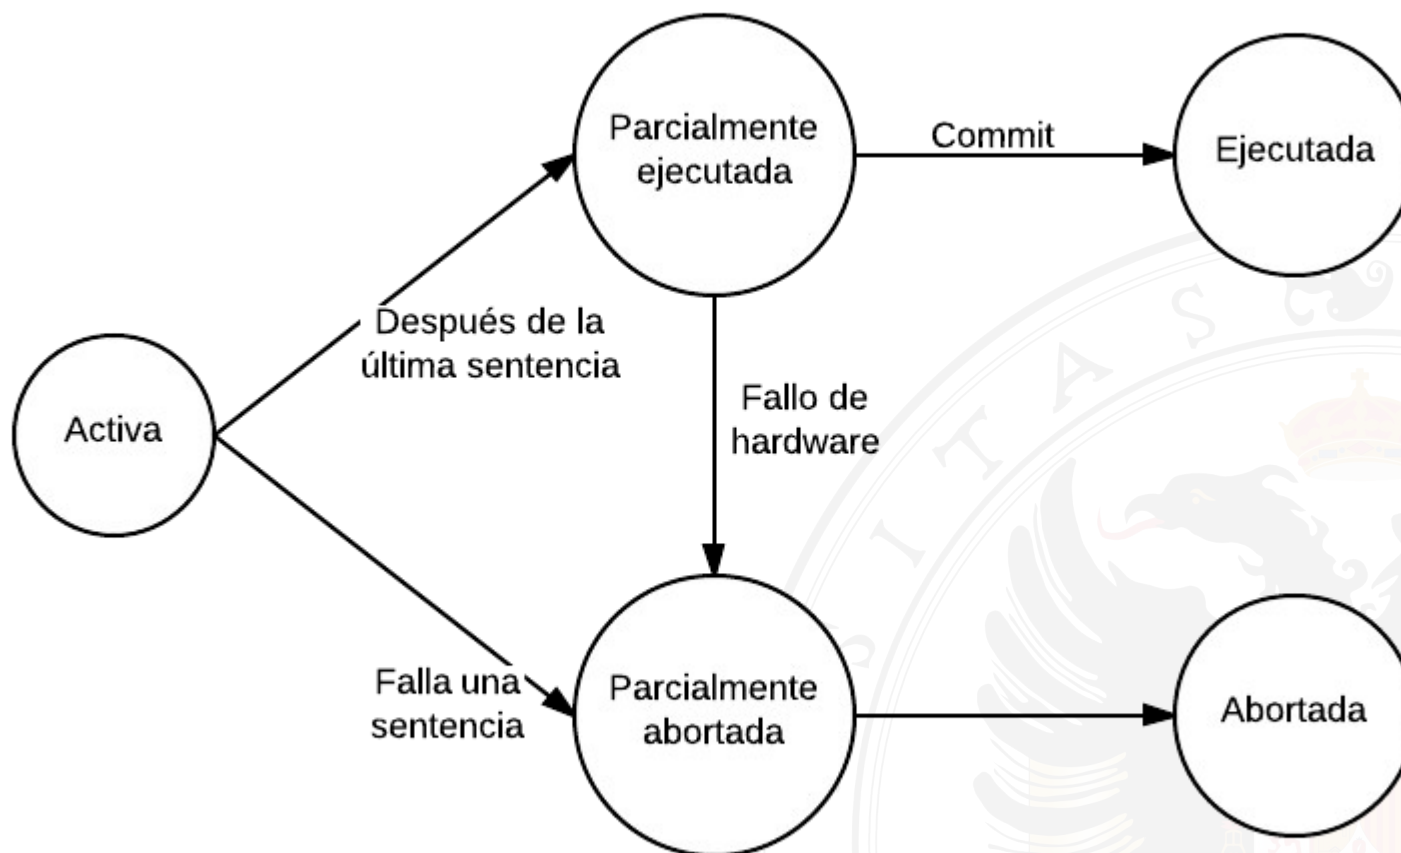 Parcialmente
ejecutada
Commit
Ejecutada
Después de la
última sentencia
Activa
Fallo de
hardware
Falla una
sentencia
Parcialmente
abortada
Abortada
SITAS